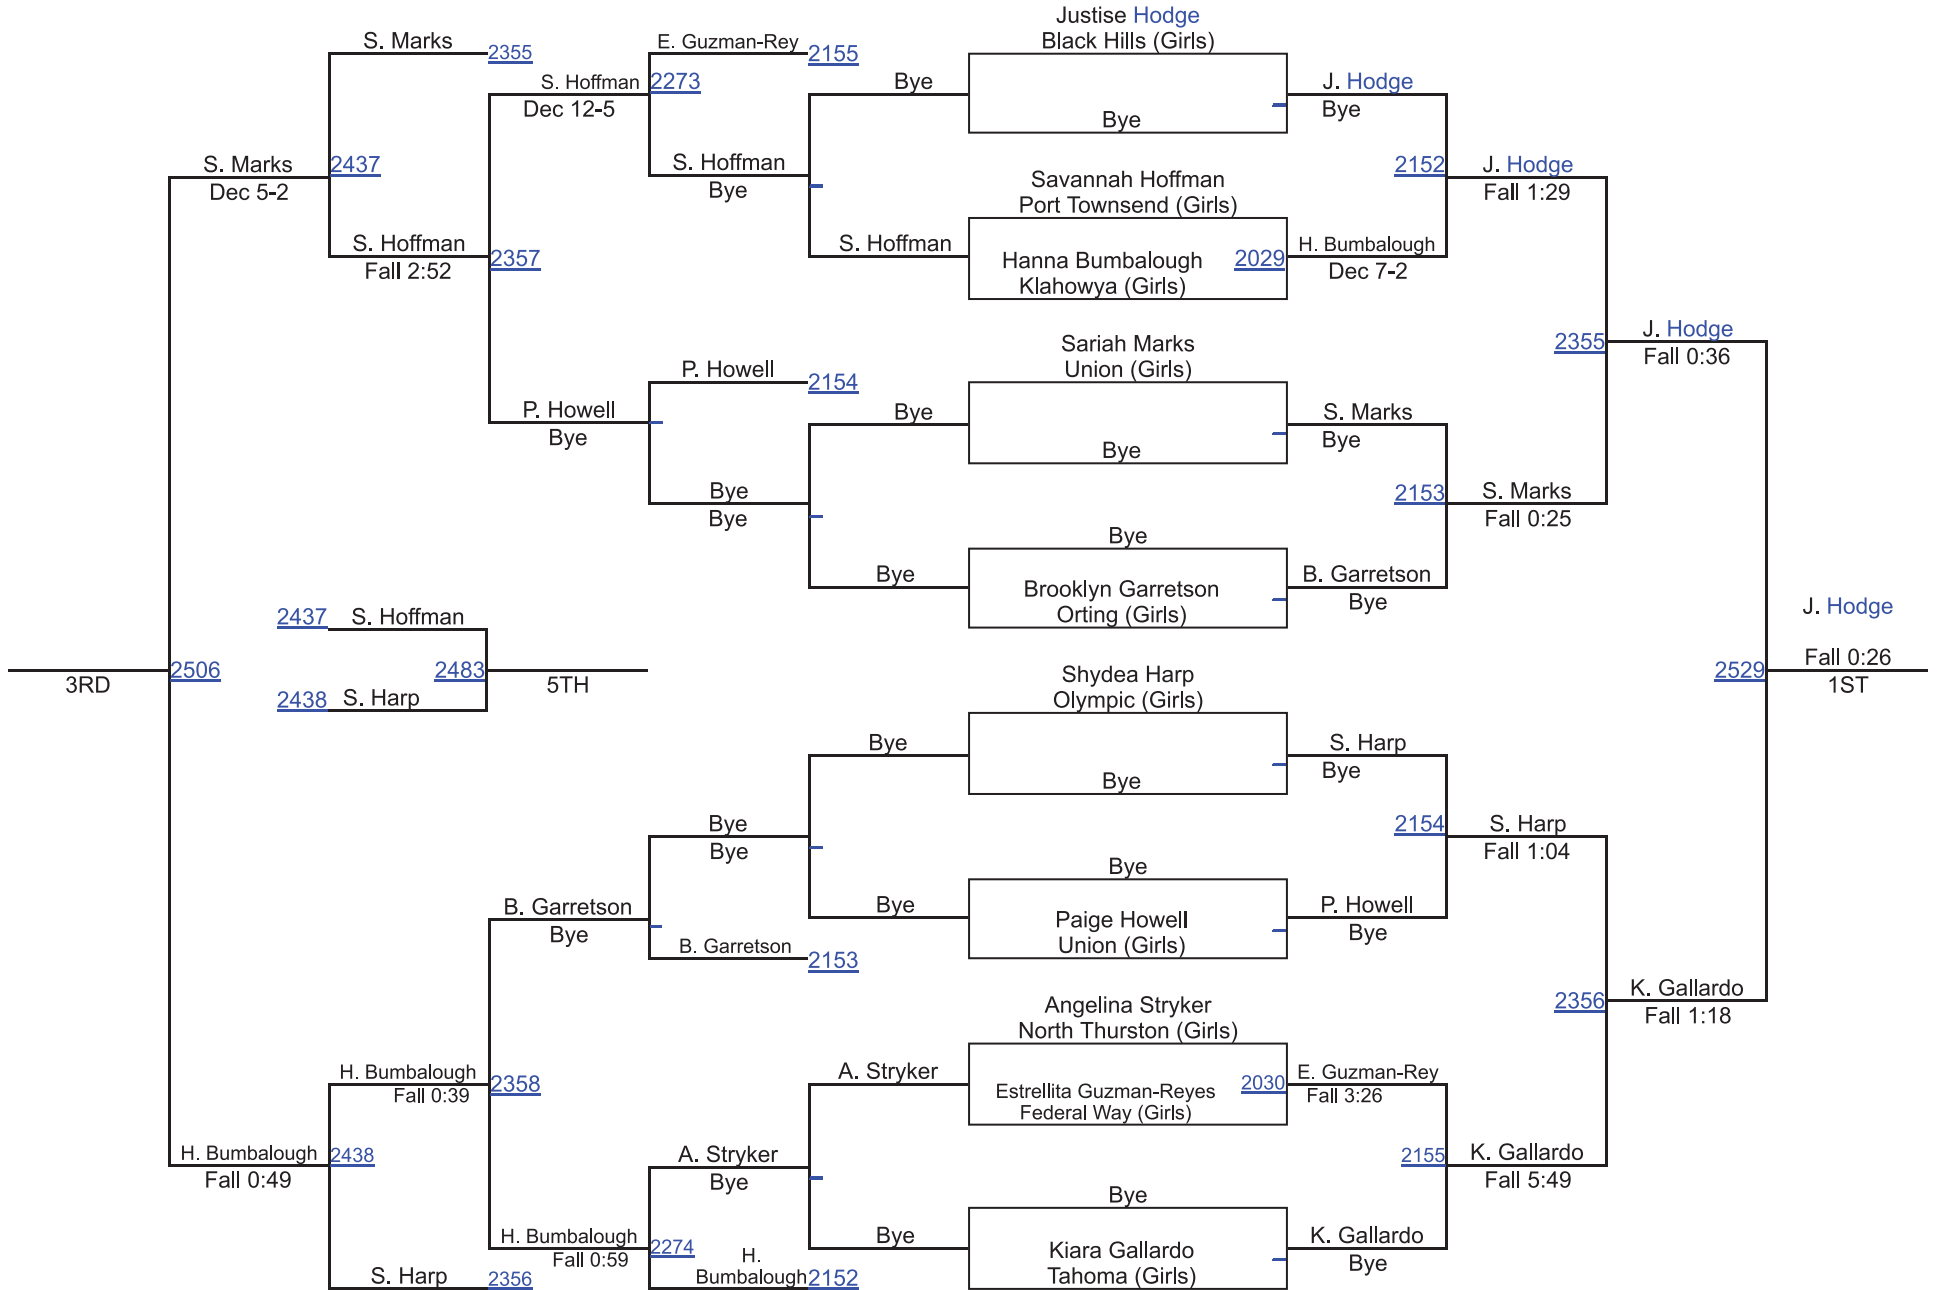 Justise Hodge
Black Hills (Girls)
S. Marks
2355
E. Guzman-Rey
2155
S. Hoffman
2273
Dec 12-5
Bye
Bye
J. Hodge
Bye
S. Marks
2437
Dec 5-2
S. Hoffman
Bye
Savannah Hoffman
Port Townsend (Girls)
2152
J. Hodge
Fall 1:29
S. Hoffman
Fall 2:52
2357
S. Hoffman
Hanna Bumbalough
Klahowya (Girls)
2029
H. Bumbalough
Dec 7-2
Sariah Marks
Union (Girls)
2355
J. Hodge
Fall 0:36
P. Howell
2154
P. Howell
Bye
Bye
Bye
S. Marks
Bye
Bye
Bye
2153
S. Marks
Fall 0:25
Bye
Bye
Brooklyn Garretson
Orting (Girls)
B. Garretson
Bye
2437
S. Hoffman
J. Hodge
3RD
2506
2483
5TH
2438
S. Harp
Shydea Harp
Olympic (Girls)
2529
Fall 0:26
1ST
Bye
Bye
S. Harp
Bye
Bye
Bye
2154
S. Harp
Fall 1:04
Bye
B. Garretson
Bye
Bye
Paige Howell
Union (Girls)
P. Howell
Bye
B. Garretson
2153
Angelina Stryker
North Thurston (Girls)
2356
K. Gallardo
Fall 1:18
H. Bumbalough
Fall 0:39
2358
A. Stryker
Estrellita Guzman-Reyes
Federal Way (Girls)
2030
E. Guzman-Rey
Fall 3:26
H. Bumbalough
Fall 0:49
2438
A. Stryker
Bye
2155
K. Gallardo
Fall 5:49
Bye
H. Bumbalough
Fall 0:59
2274
Bye
Kiara Gallardo
Tahoma (Girls)
K. Gallardo
Bye
S. Harp
2356
H.
Bumbalough
2152